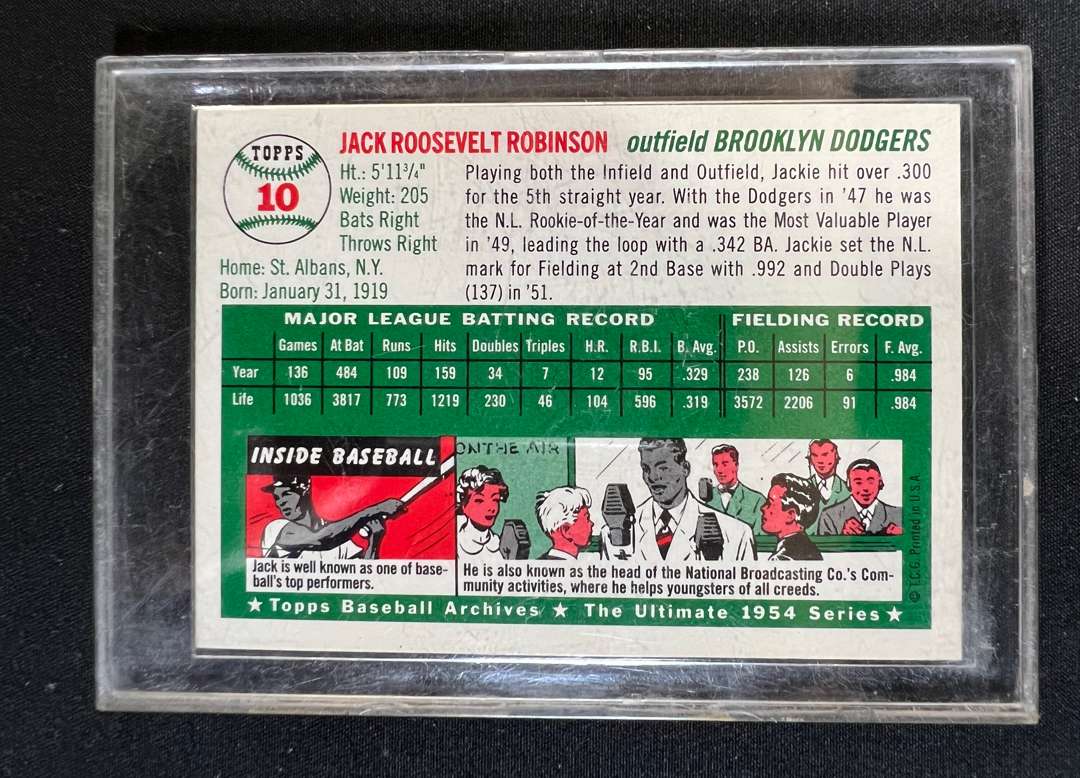 TOPPS
10
JACK ROOSEVELT ROBINSON outfield BROOKLYN DODGERS
Ht.: 5'11¾"
Weight: 205
Bats Right
Throws Right
Home: St. Albans, N.Y.
Born: January 31, 1919
Playing both the Infield and Outfield, Jackie hit over .300
for the 5th straight year. With the Dodgers in '47 he was
the N.L. Rookie-of-the-Year and was the Most Valuable Player
in '49, leading the loop with a .342 BA. Jackie set the N.L.
mark for Fielding at 2nd Base with .992 and Double Plays
(137) in '51.
MAJOR LEAGUE BATTING RECORD FIELDING RECORD
Games At Bat Runs Hits Doubles Triples H.R. R.B.I. B. Avg. P.O. Assists Errors F. Avg.
Year 136 484 109 159 34 7 12 95 .329 238 126 6 .984
Life 1036 3817 773 1219 230 46 104 596 .319 3572 2206 91 .984
INSIDE BASEBALL
ON THE AIR
Jack is well known as one of base-
ball's top performers.
He is also known as the head of the National Broadcasting Co.'s Com-
munity activities, where he helps youngsters of all creeds.
★ Topps Baseball Archives ★ The Ultimate 1954 Series ★
© T.C.G. Printed in U.S.A.